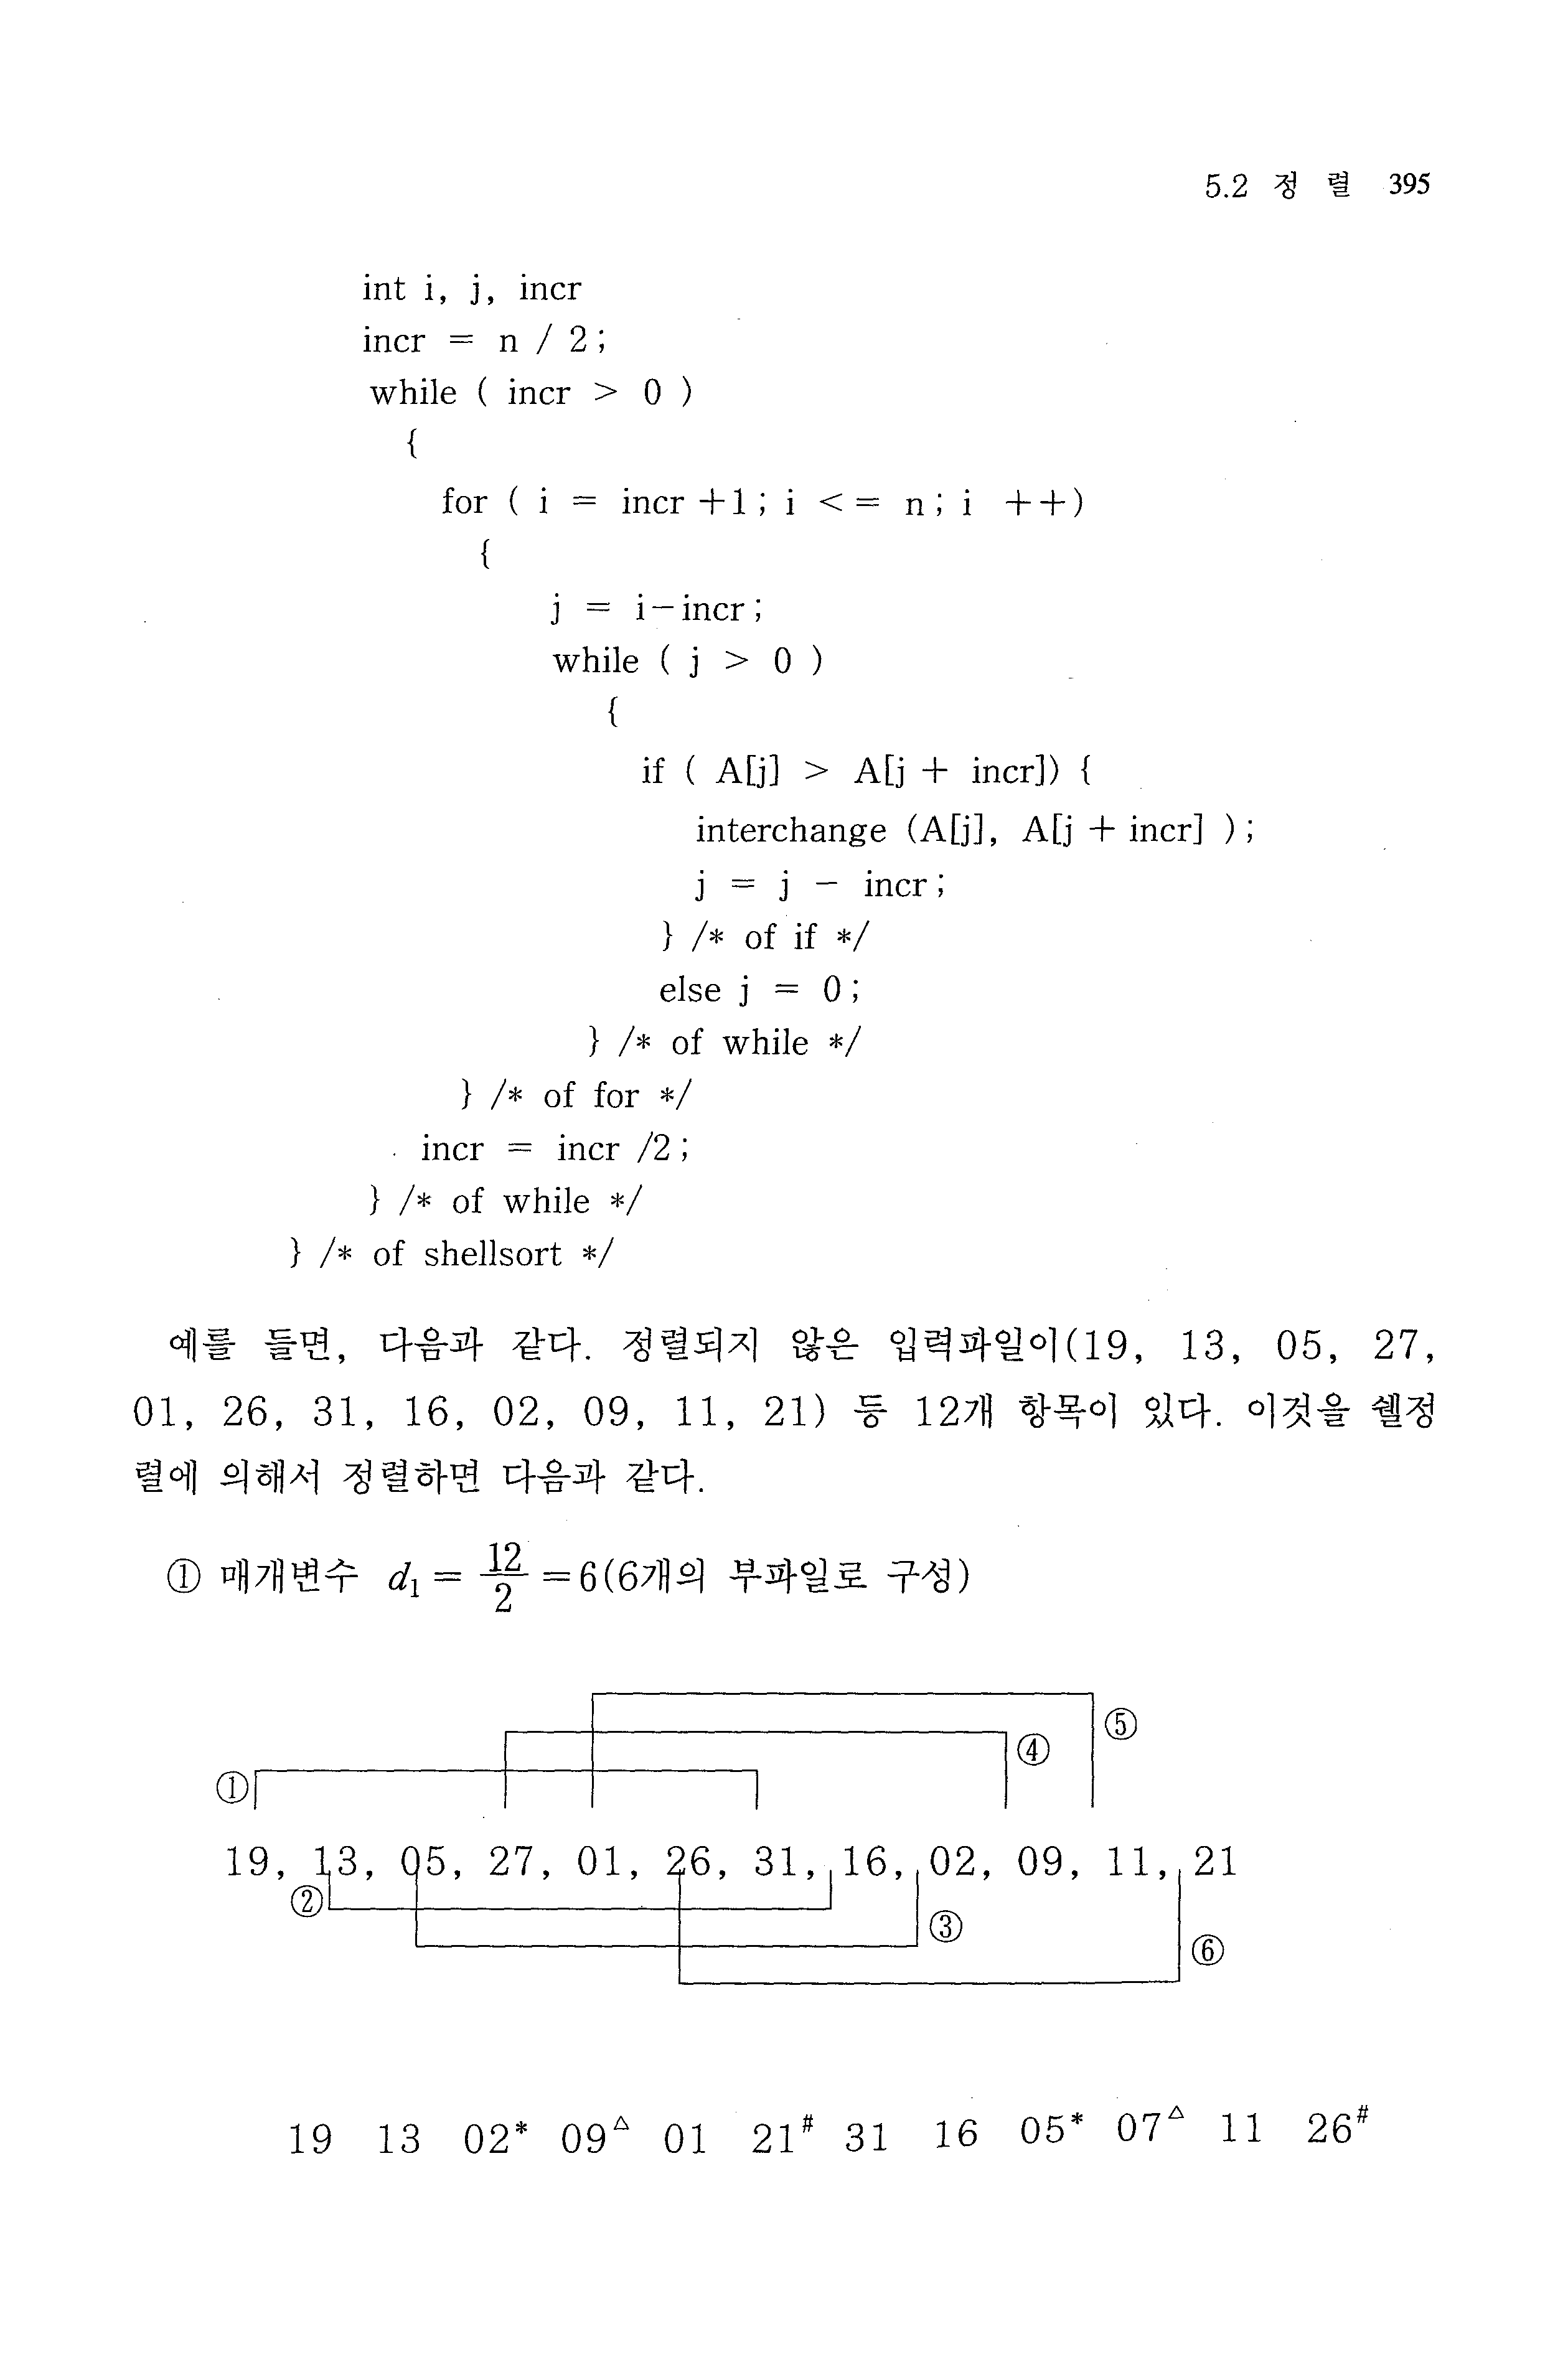 5.2 정 렬 395
int i, j, incr
incr = n / 2;
while ( incr > 0 )
{
for ( i = incr +1; i <= n; i ++)
{
j = i-incr;
while ( j > 0 )
{
if ( A[j] > A[j + incr]) {
interchange (A[j], A[j + incr] );
j = j - incr;
} /* of if */
else j = 0;
} /* of while */
} /* of for */
incr = incr /2;
} /* of while */
} /* of shellsort */
예를 들면, 다음과 같다. 정렬되지 않은 입력파일이(19, 13, 05, 27,
01, 26, 31, 16, 02, 09, 11, 21) 등 12개 항목이 있다. 이것을 쉘정
렬에 의해서 정렬하면 다음과 같다.
① 매개변수 d₁ = 12/2 =6(6개의 부파일로 구성)
⑤
④
①
19, 13, 05, 27, 01, 26, 31, 16, 02, 09, 11, 21
②
③
⑥
19 13 02* 09△ 01 21# 31 16 05* 07△ 11 26#